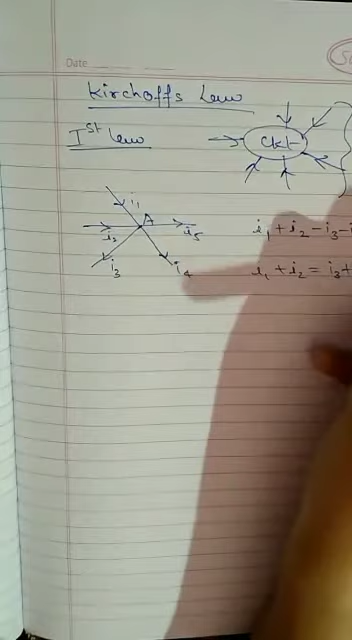 Date
Kirchoffs Law
Ist Law
Ckt
i1
A
i2
i5
i3
i4
i1 + i2 - i3 -
i1 + i2 = i3 +